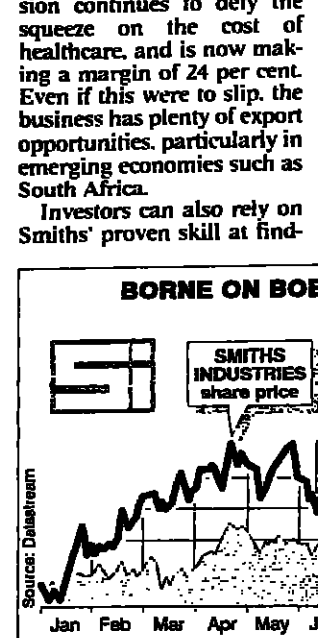 sion continues to defy the
squeeze on the cost of
healthcare, and is now mak-
ing a margin of 24 per cent.
Even if this were to slip, the
business has plenty of export
opportunities, particularly in
emerging economies such as
South Africa.
Investors can also rely on
Smiths' proven skill at find-
BORNE ON BOE
SMITHS
INDUSTRIES
share price
Source: Datastream
Jan Feb Mar Apr May J